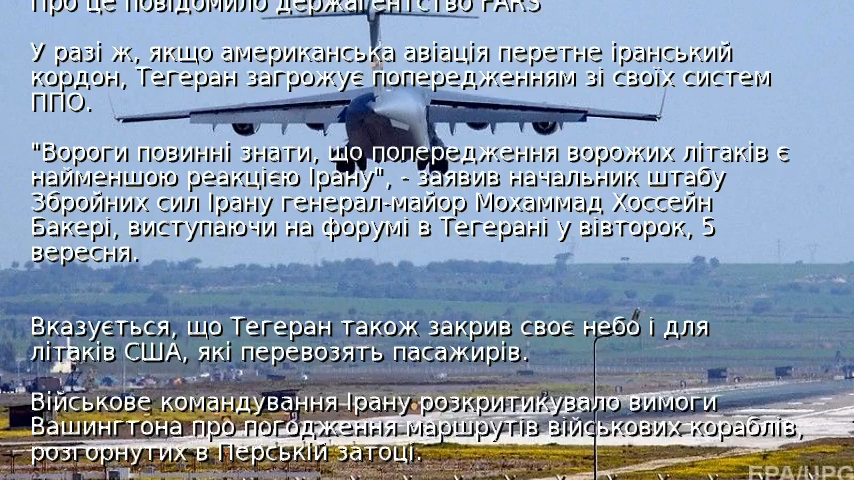 Про це повідомило держагентство FARS
У разі ж, якщо американська авіація перетне іранський
кордон, Тегеран загрожує попередженням зі своїх систем
ППО.
"Вороги повинні знати, що попередження ворожих літаків є
найменшою реакцією Ірану", - заявив начальник штабу
Збройних сил Ірану генерал-майор Мохаммад Хоссейн
Бакері, виступаючи на форумі в Тегерані у вівторок, 5
вересня.
Вказується, що Тегеран також закрив своє небо і для
літаків США, які перевозять пасажирів.
Військове командування Ірану розкритикувало вимоги
Вашингтона про погодження маршрутів військових кораблів,
розгорнутих в Перській затоці.
EPA/UPG